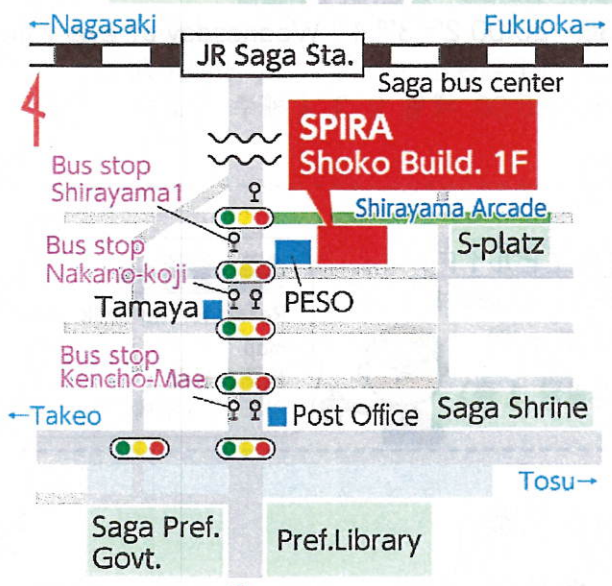 ←Nagasaki
Fukuoka→
JR Saga Sta.
Saga bus center
SPIRA
Shoko Build. 1F
Bus stop
Shirayama1
Shirayama Arcade
S-platz
Bus stop
Nakano-koji
PESO
Tamaya
Bus stop
Kencho-Mae
←Takeo
Post Office
Saga Shrine
Tosu→
Saga Pref.
Govt.
Pref.Library